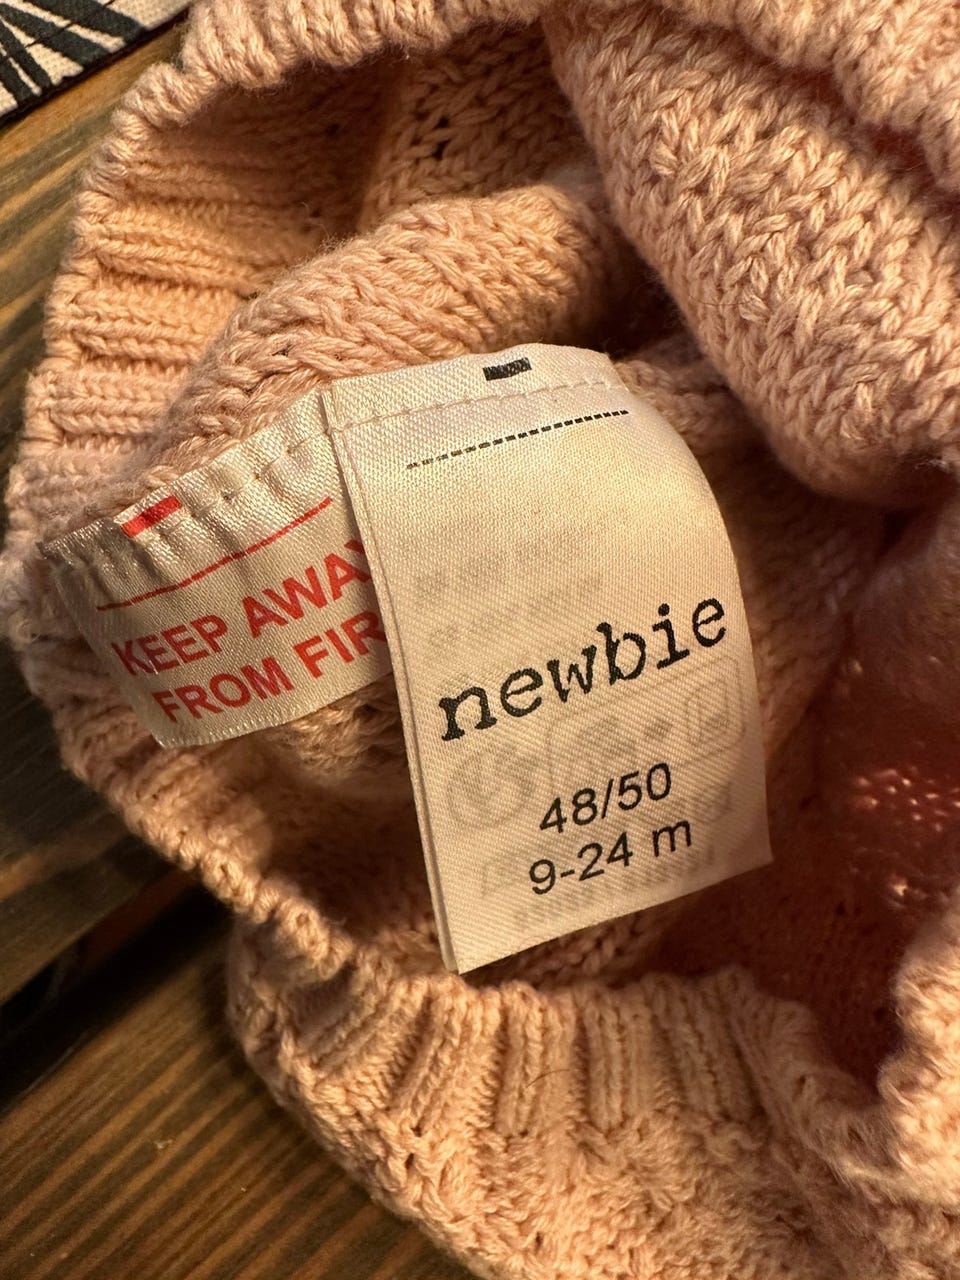 KEEP AWAY
FROM FIR
newbie
48/50
9-24 m